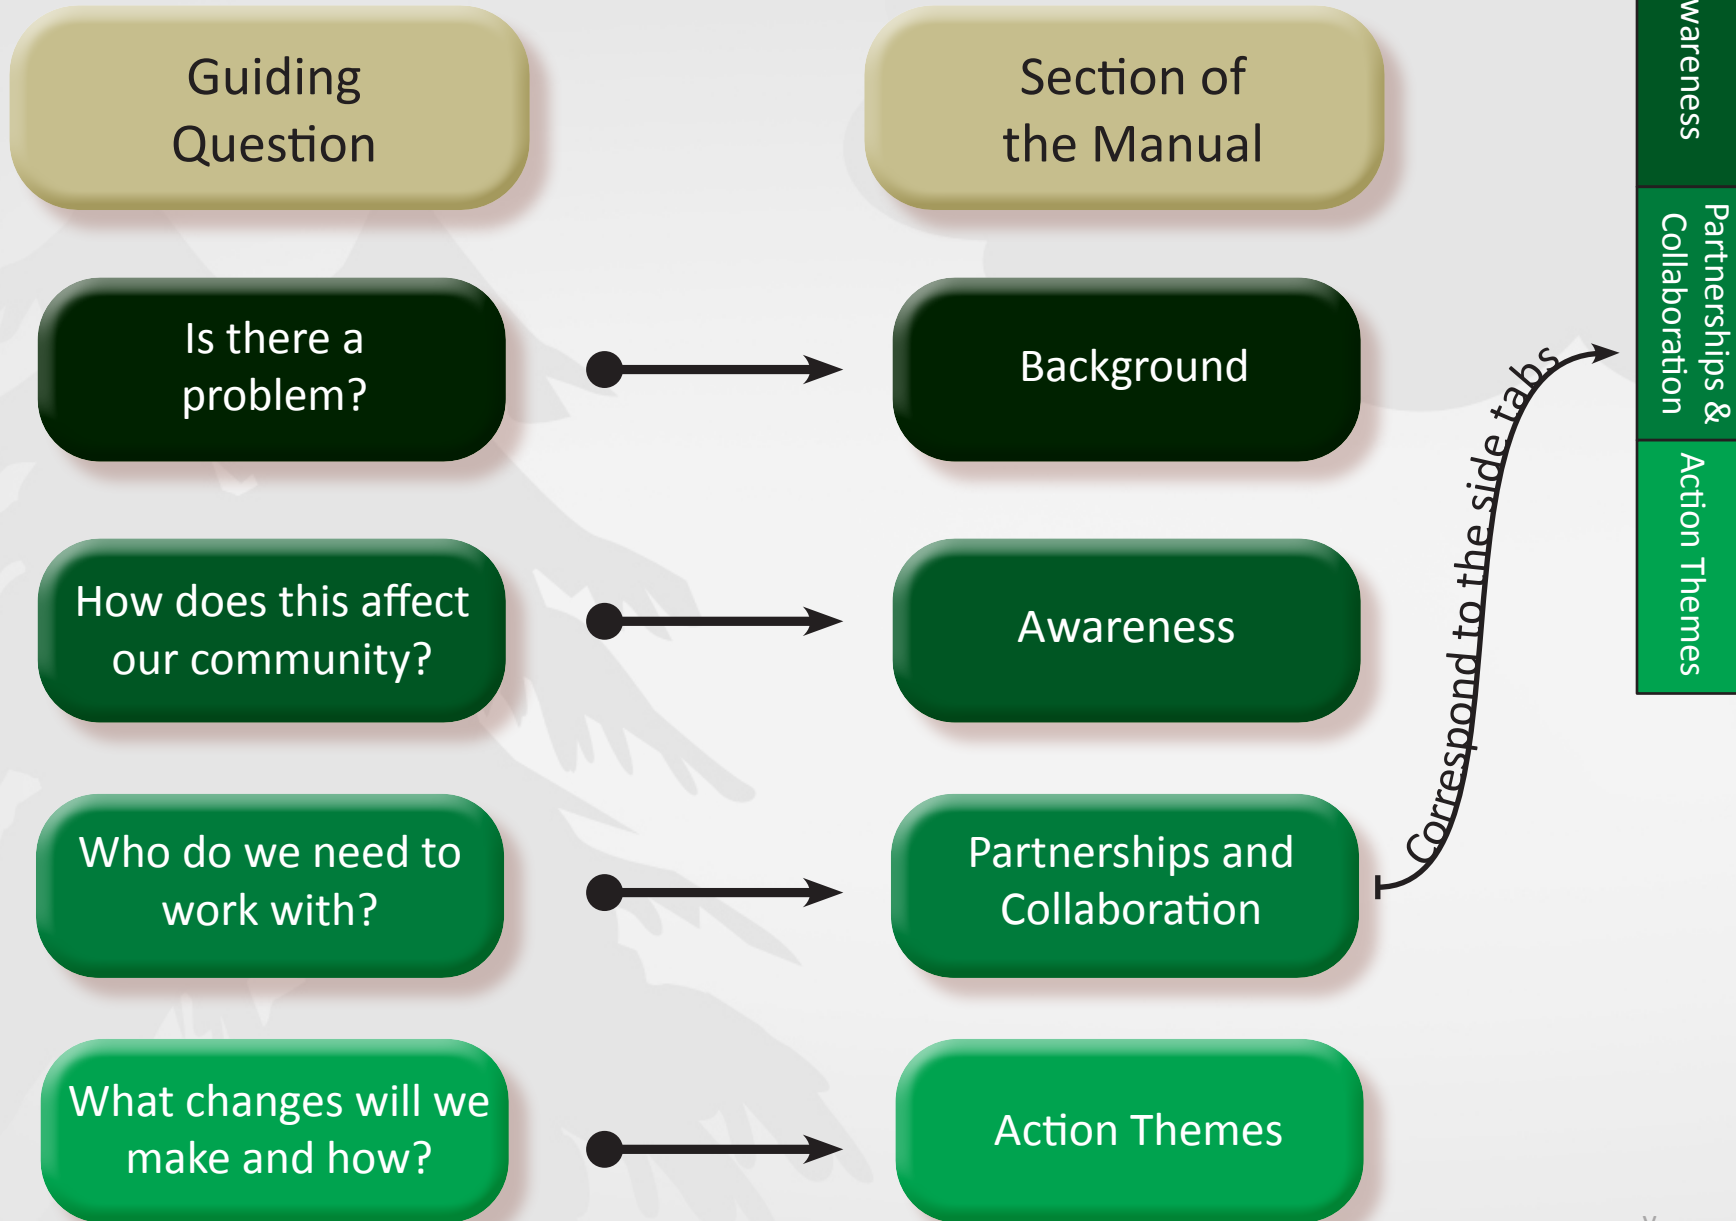 Guiding
Question
Section of
the Manual
Is there a
problem?
Background
How does this affect
our community?
Awareness
Who do we need to
work with?
Partnerships and
Collaboration
What changes will we
make and how?
Action Themes
Correspond to the side tabs
wareness
Partnerships &
Collaboration
Action Themes